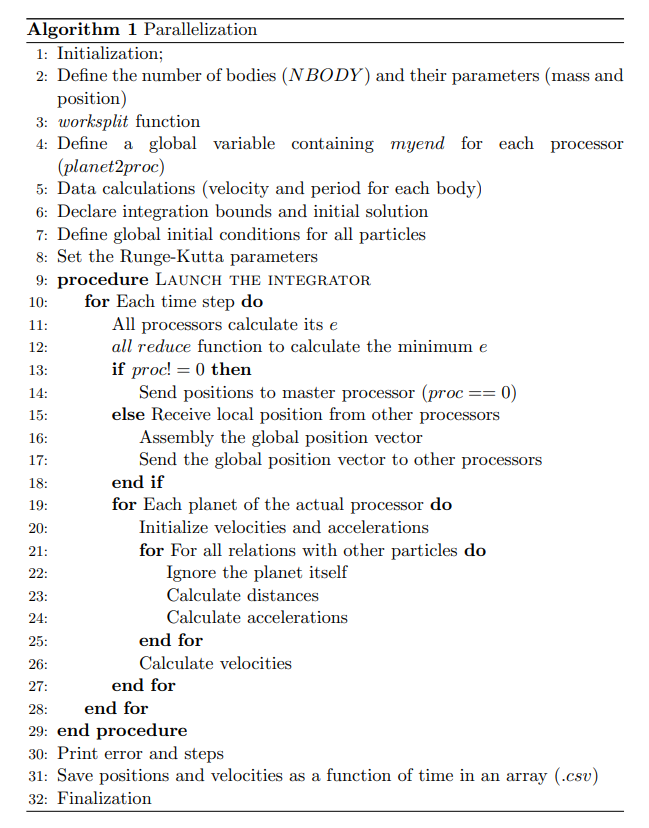 Algorithm 1 Parallelization
1: Initialization;
2: Define the number of bodies (NBODY) and their parameters (mass and
position)
3: worksplit function
4: Define a global variable containing myend for each processor
(planet2proc)
5: Data calculations (velocity and period for each body)
6: Declare integration bounds and initial solution
7: Define global initial conditions for all particles
8: Set the Runge-Kutta parameters
9: procedure LAUNCH THE INTEGRATOR
10: for Each time step do
11: All processors calculate its e
12: all reduce function to calculate the minimum e
13: if proc! = 0 then
14: Send positions to master processor (proc == 0)
15: else Receive local position from other processors
16: Assembly the global position vector
17: Send the global position vector to other processors
18: end if
19: for Each planet of the actual processor do
20: Initialize velocities and accelerations
21: for For all relations with other particles do
22: Ignore the planet itself
23: Calculate distances
24: Calculate accelerations
25: end for
26: Calculate velocities
27: end for
28: end for
29: end procedure
30: Print error and steps
31: Save positions and velocities as a function of time in an array (.csv)
32: Finalization